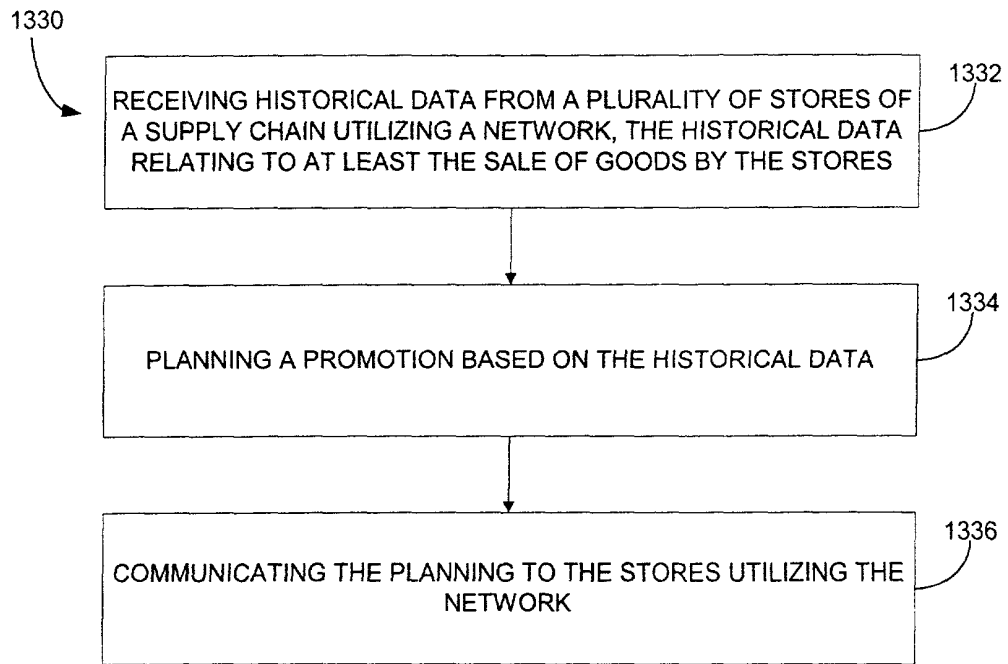 1330
1332
RECEIVING HISTORICAL DATA FROM A PLURALITY OF STORES OF
A SUPPLY CHAIN UTILIZING A NETWORK, THE HISTORICAL DATA
RELATING TO AT LEAST THE SALE OF GOODS BY THE STORES
1334
PLANNING A PROMOTION BASED ON THE HISTORICAL DATA
1336
COMMUNICATING THE PLANNING TO THE STORES UTILIZING THE
NETWORK